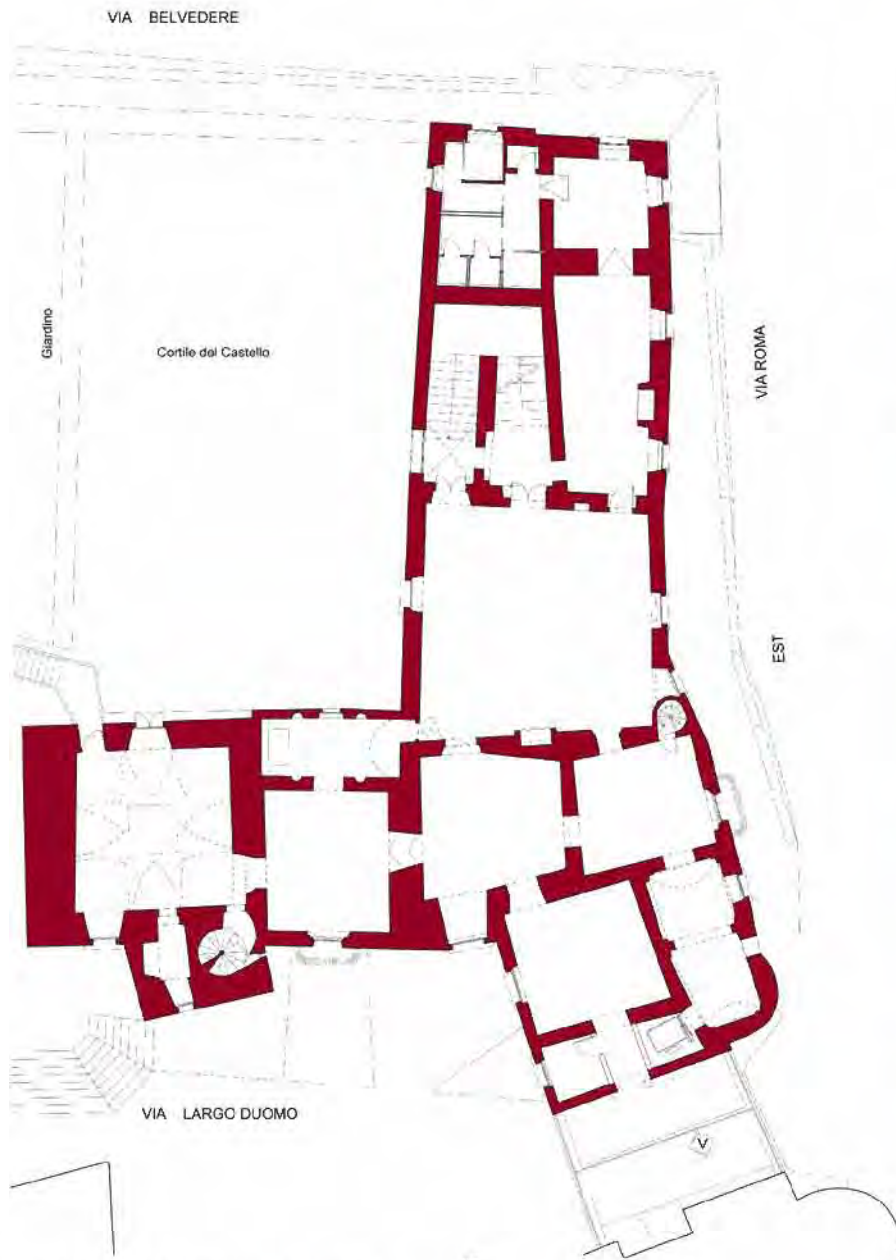 VIA BELVEDERE
Giardino
Cortile del Castello
VIA ROMA
EST
VIA LARGO DUOMO
V